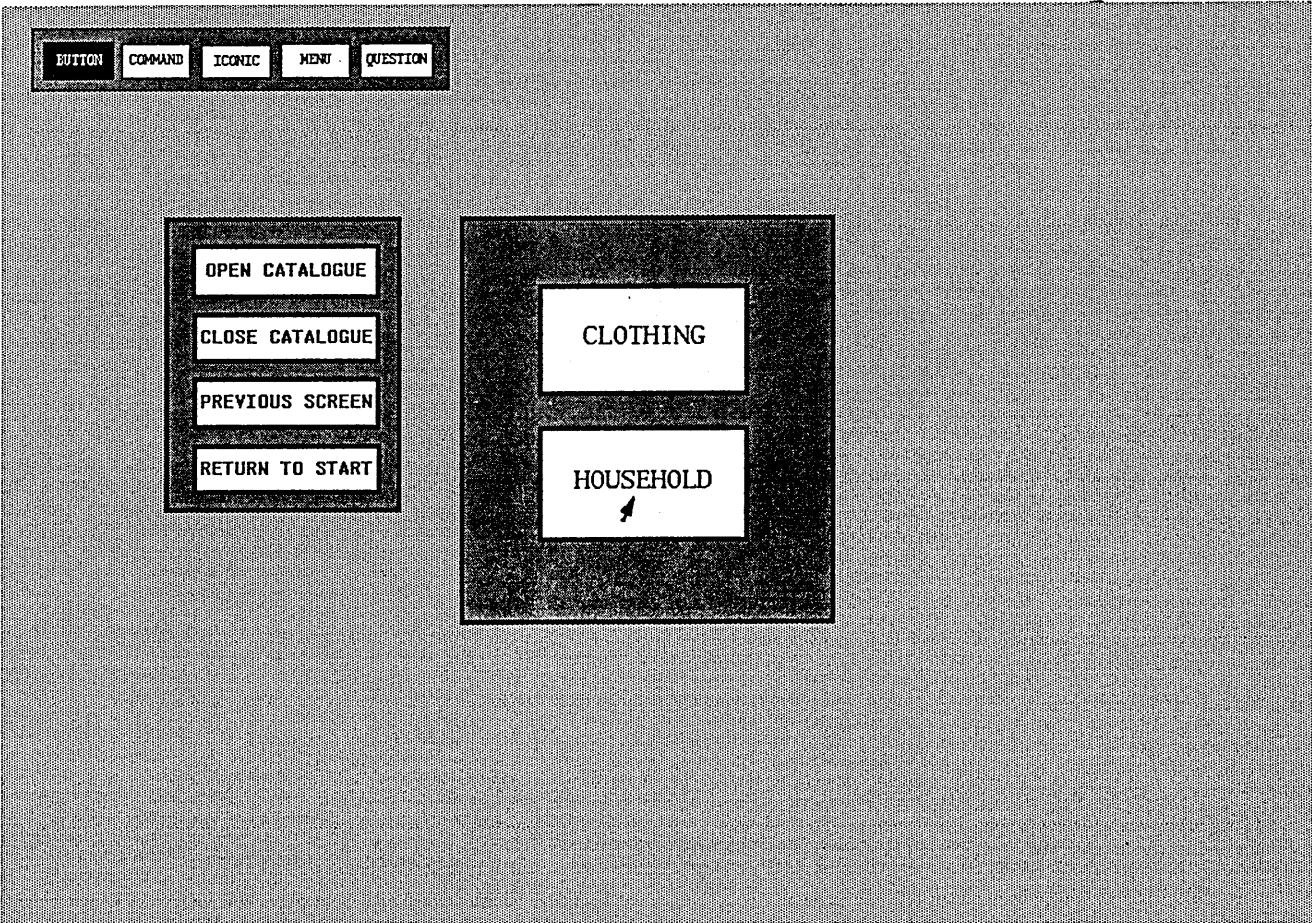 BUTTON COMMAND ICONIC MENU QUESTION
OPEN CATALOGUE
CLOSE CATALOGUE
PREVIOUS SCREEN
RETURN TO START
CLOTHING
HOUSEHOLD